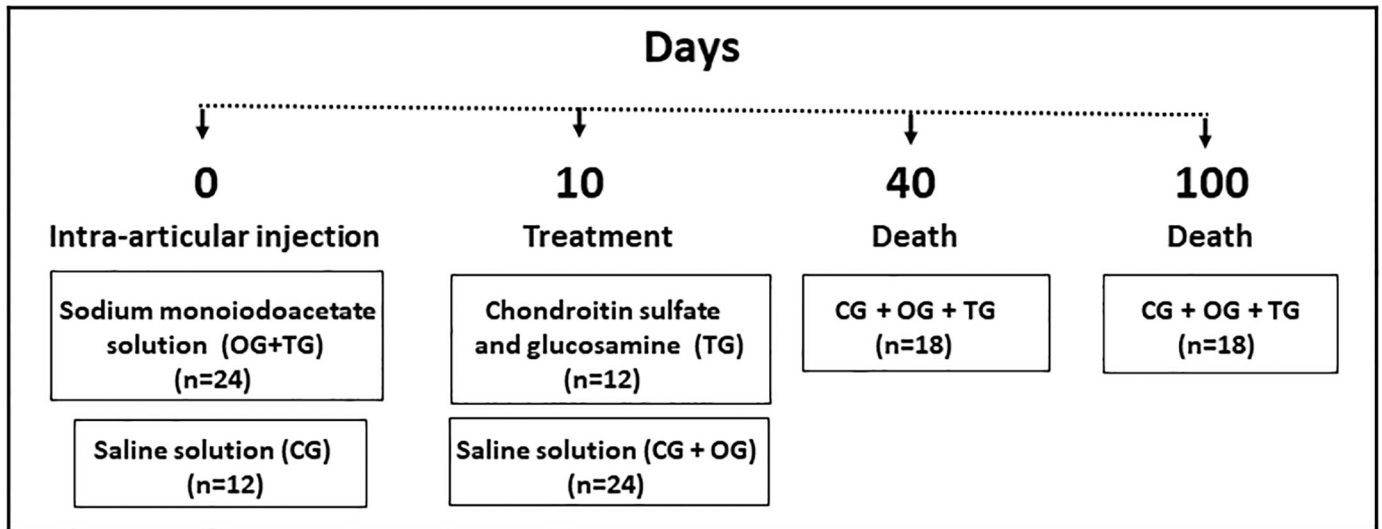 Days
0
10
40
100
Intra-articular injection
Treatment
Death
Death
Sodium monoiodoacetate
solution (OG+TG)
(n=24)
Chondroitin sulfate
and glucosamine (TG)
(n=12)
CG + OG + TG
(n=18)
CG + OG + TG
(n=18)
Saline solution (CG)
(n=12)
Saline solution (CG + OG)
(n=24)